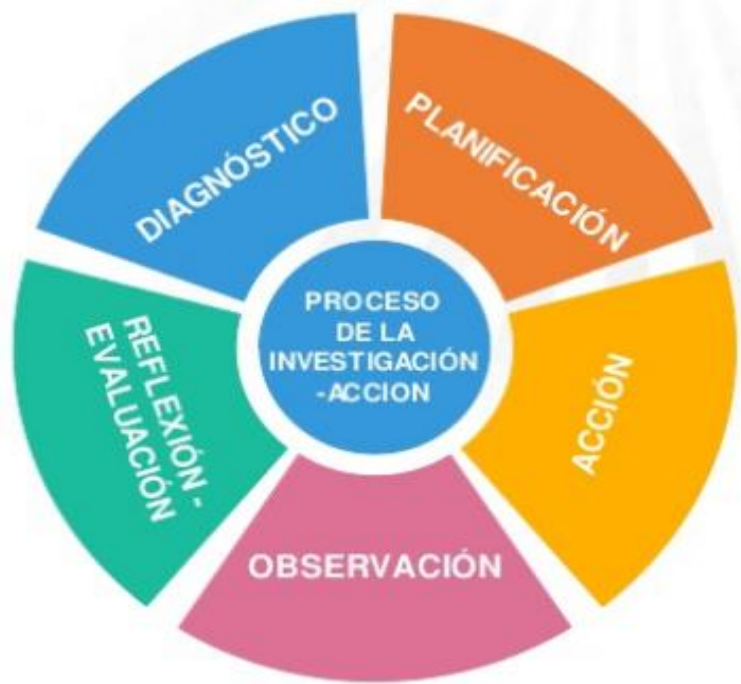 DIAGNÓSTICO
PLANIFICACIÓN
ACCIÓN
OBSERVACIÓN
REFLEXIÓN -
EVALUACIÓN
PROCESO
DE LA
INVESTIGACIÓN
-ACCION